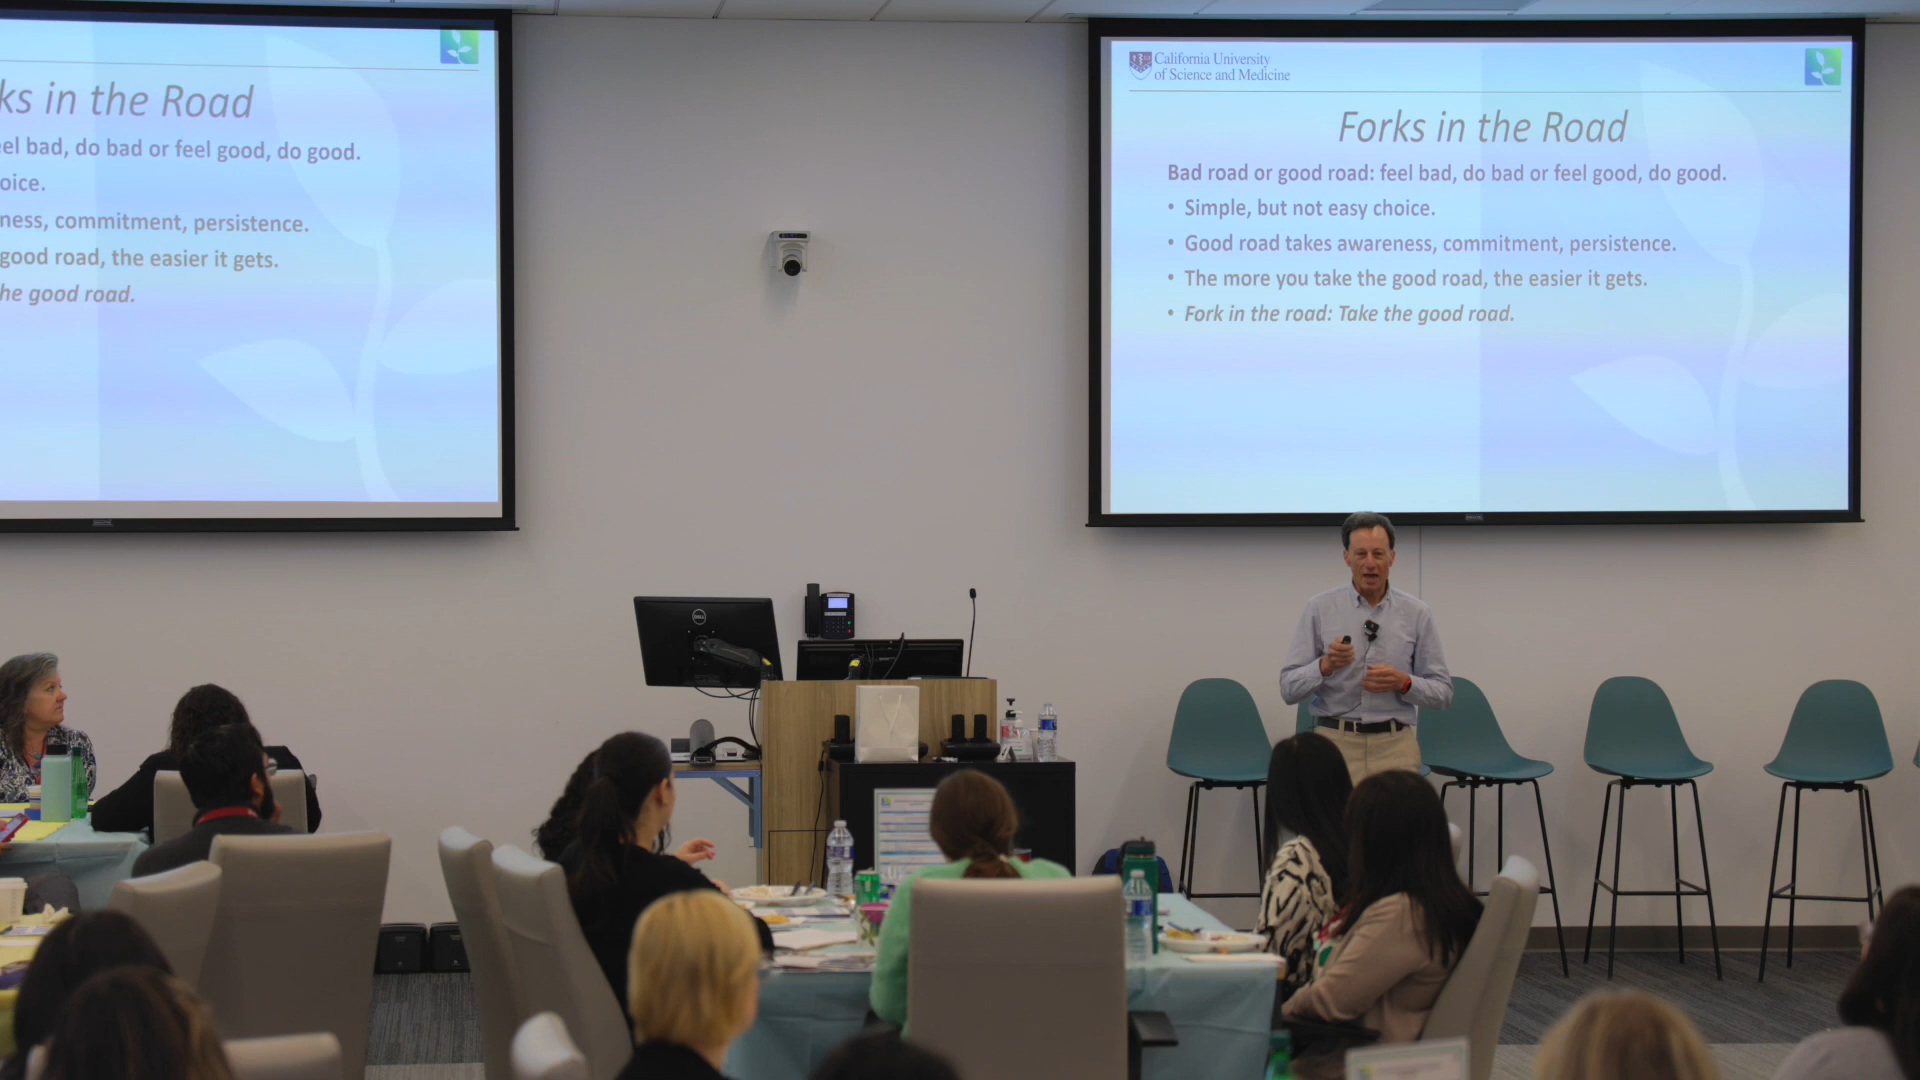 ks in the Road
eel bad, do bad or feel good, do good.
oice.
ness, commitment, persistence.
good road, the easier it gets.
he good road.
California University
of Science and Medicine
Forks in the Road
Bad road or good road: feel bad, do bad or feel good, do good.
• Simple, but not easy choice.
• Good road takes awareness, commitment, persistence.
• The more you take the good road, the easier it gets.
• Fork in the road: Take the good road.
DELL